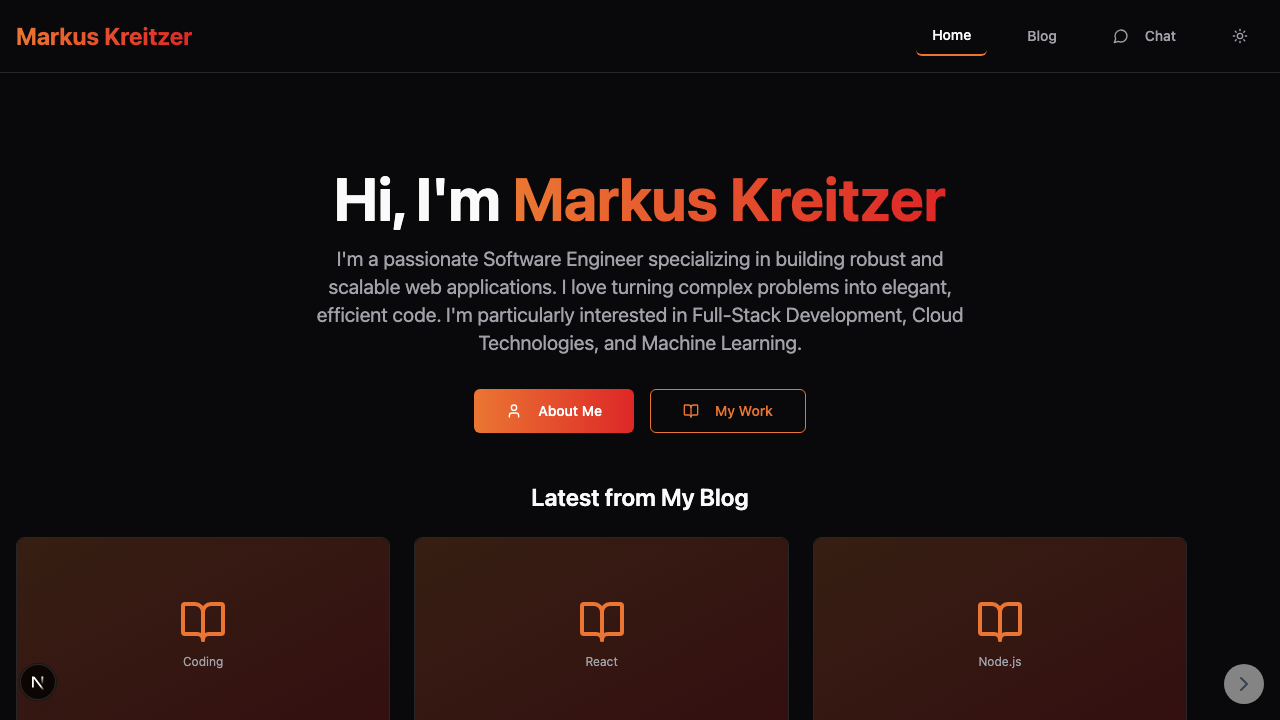 Markus Kreitzer
Home
Blog
Chat
Hi, I'm Markus Kreitzer
I'm a passionate Software Engineer specializing in building robust and
scalable web applications. I love turning complex problems into elegant,
efficient code. I'm particularly interested in Full-Stack Development, Cloud
Technologies, and Machine Learning.
About Me
My Work
Latest from My Blog
Coding
React
Node.js
N